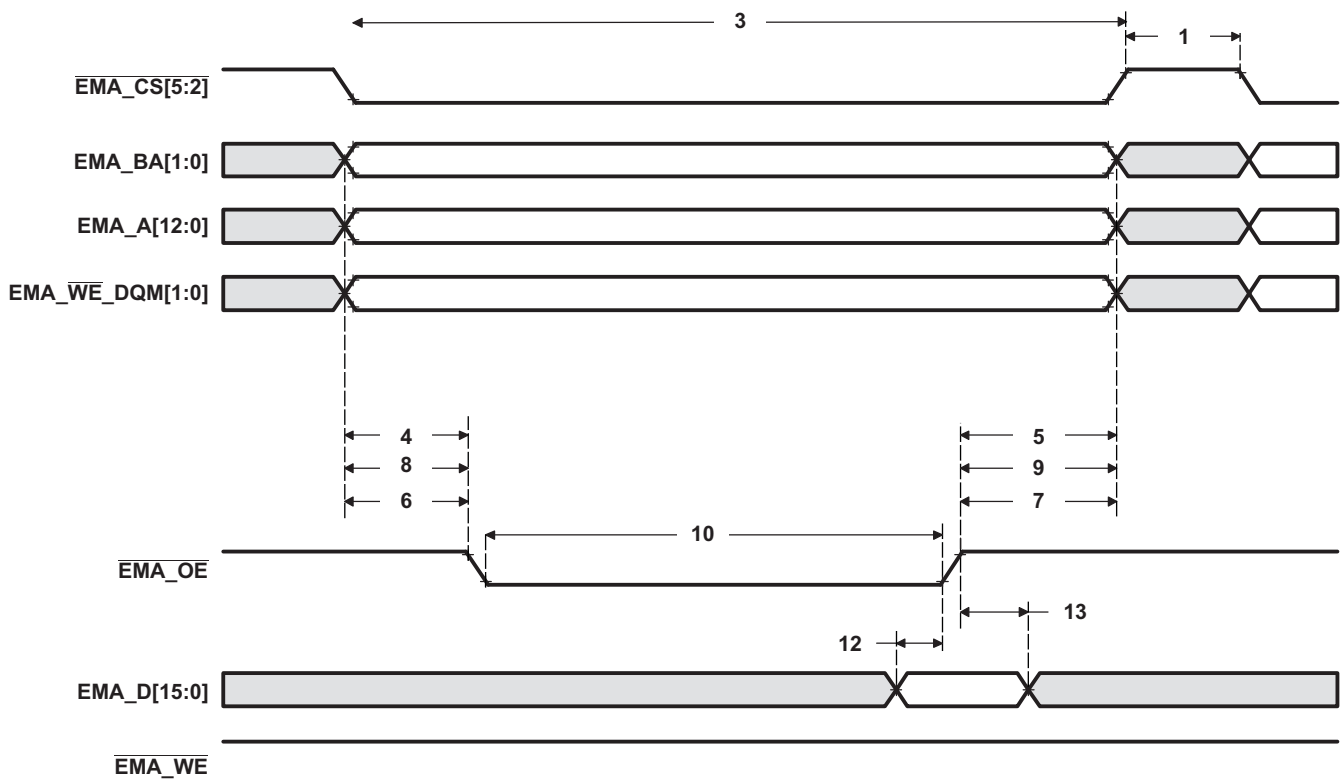 3
1
EMA_CS[5:2]
EMA_BA[1:0]
EMA_A[12:0]
EMA_WE_DQM[1:0]
4
5
8
9
6
7
10
EMA_OE
13
12
EMA_D[15:0]
EMA_WE